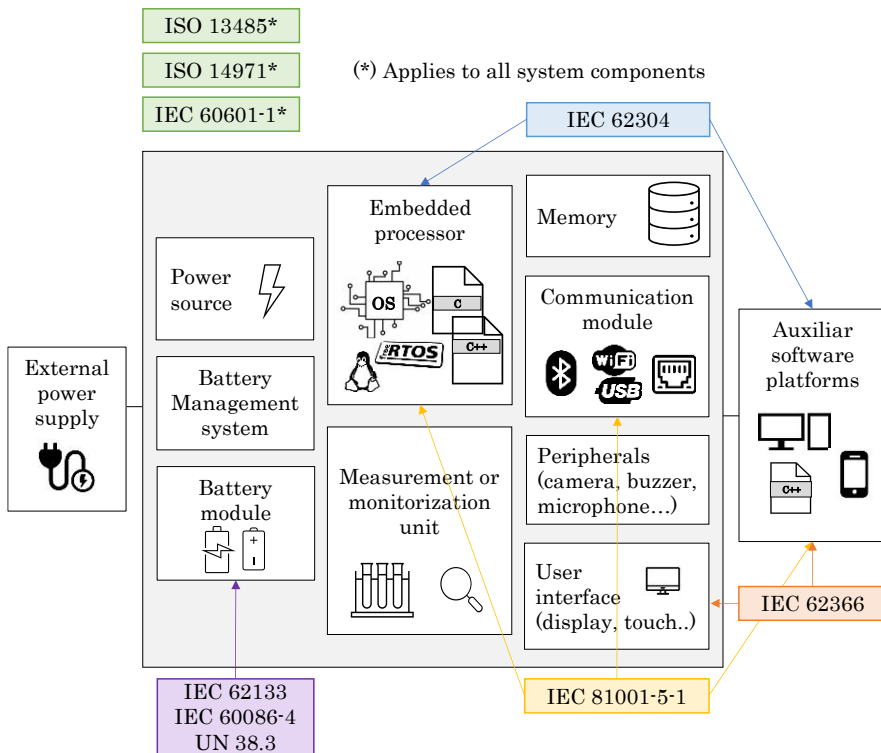 ISO 13485*
ISO 14971*
(*) Applies to all system components
IEC 60601-1*
IEC 62304
Embedded
processor
OS
C
C++
RTOS
Memory
Power
source
Communication
module
WiFi
USB
Auxiliar
software
platforms
C++
External
power
supply
Battery
Management
system
Battery
module
Measurement or
monitorization
unit
Peripherals
(camera, buzzer,
microphone…)
User
interface
(display, touch..)
IEC 62366
IEC 62133
IEC 60086-4
UN 38.3
IEC 81001-5-1